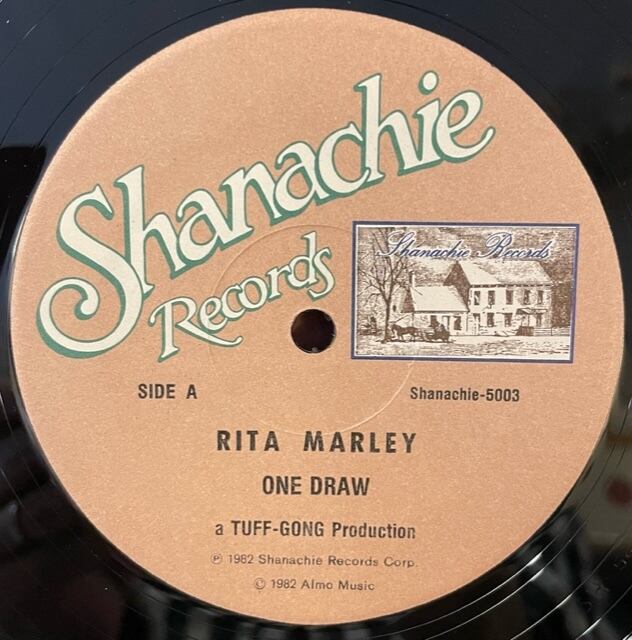 Shanachie
Records
Shanachie Records
SIDE A
Shanachie-5003
RITA MARLEY
ONE DRAW
a TUFF-GONG Production
℗ 1982 Shanachie Records Corp.
© 1982 Almo Music